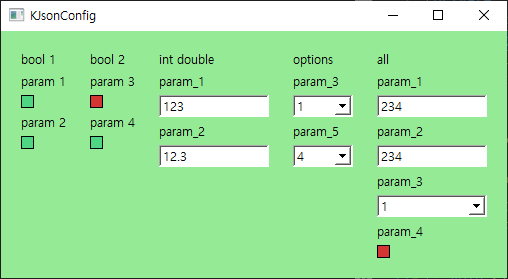 KJsonConfig
bool 1
param 1
param 2
bool 2
param 3
param 4
int double
param_1
123
param_2
12.3
options
param_3
1
param_5
4
all
param_1
234
param_2
234
param_3
1
param_4